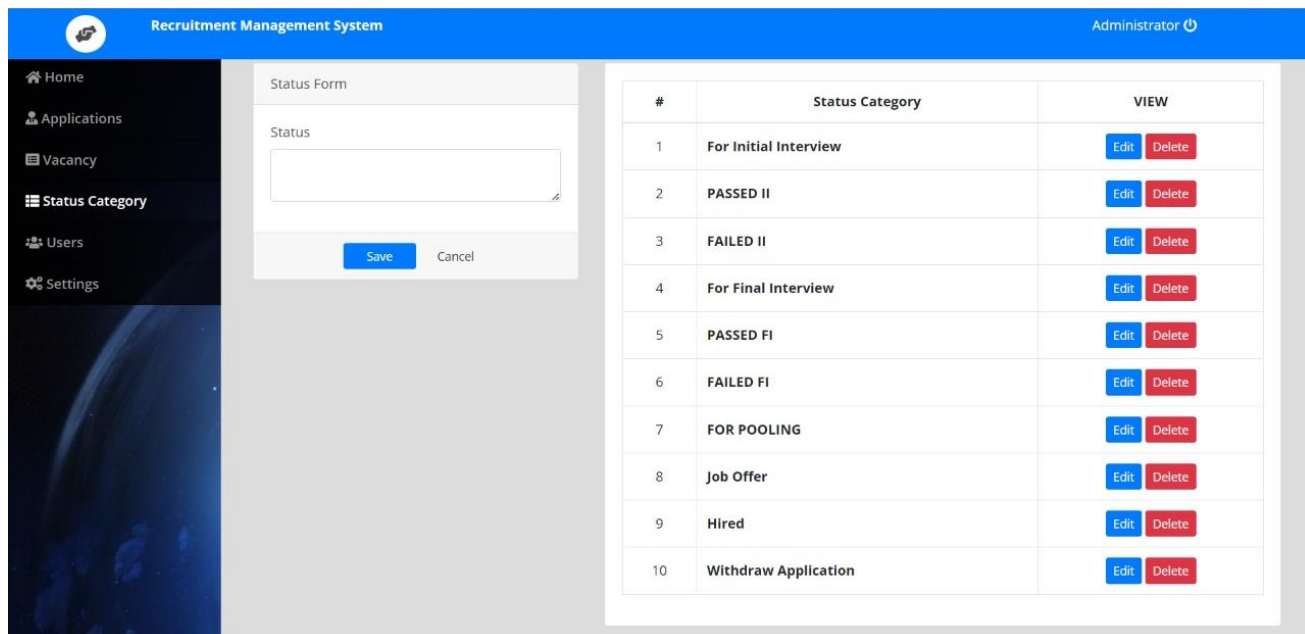 Recruitment Management System
Administrator
Home
Applications
Vacancy
Status Category
Users
Settings
Status Form
Status
Save Cancel
# Status Category VIEW
1 For Initial Interview Edit Delete
2 PASSED II Edit Delete
3 FAILED II Edit Delete
4 For Final Interview Edit Delete
5 PASSED FI Edit Delete
6 FAILED FI Edit Delete
7 FOR POOLING Edit Delete
8 Job Offer Edit Delete
9 Hired Edit Delete
10 Withdraw Application Edit Delete